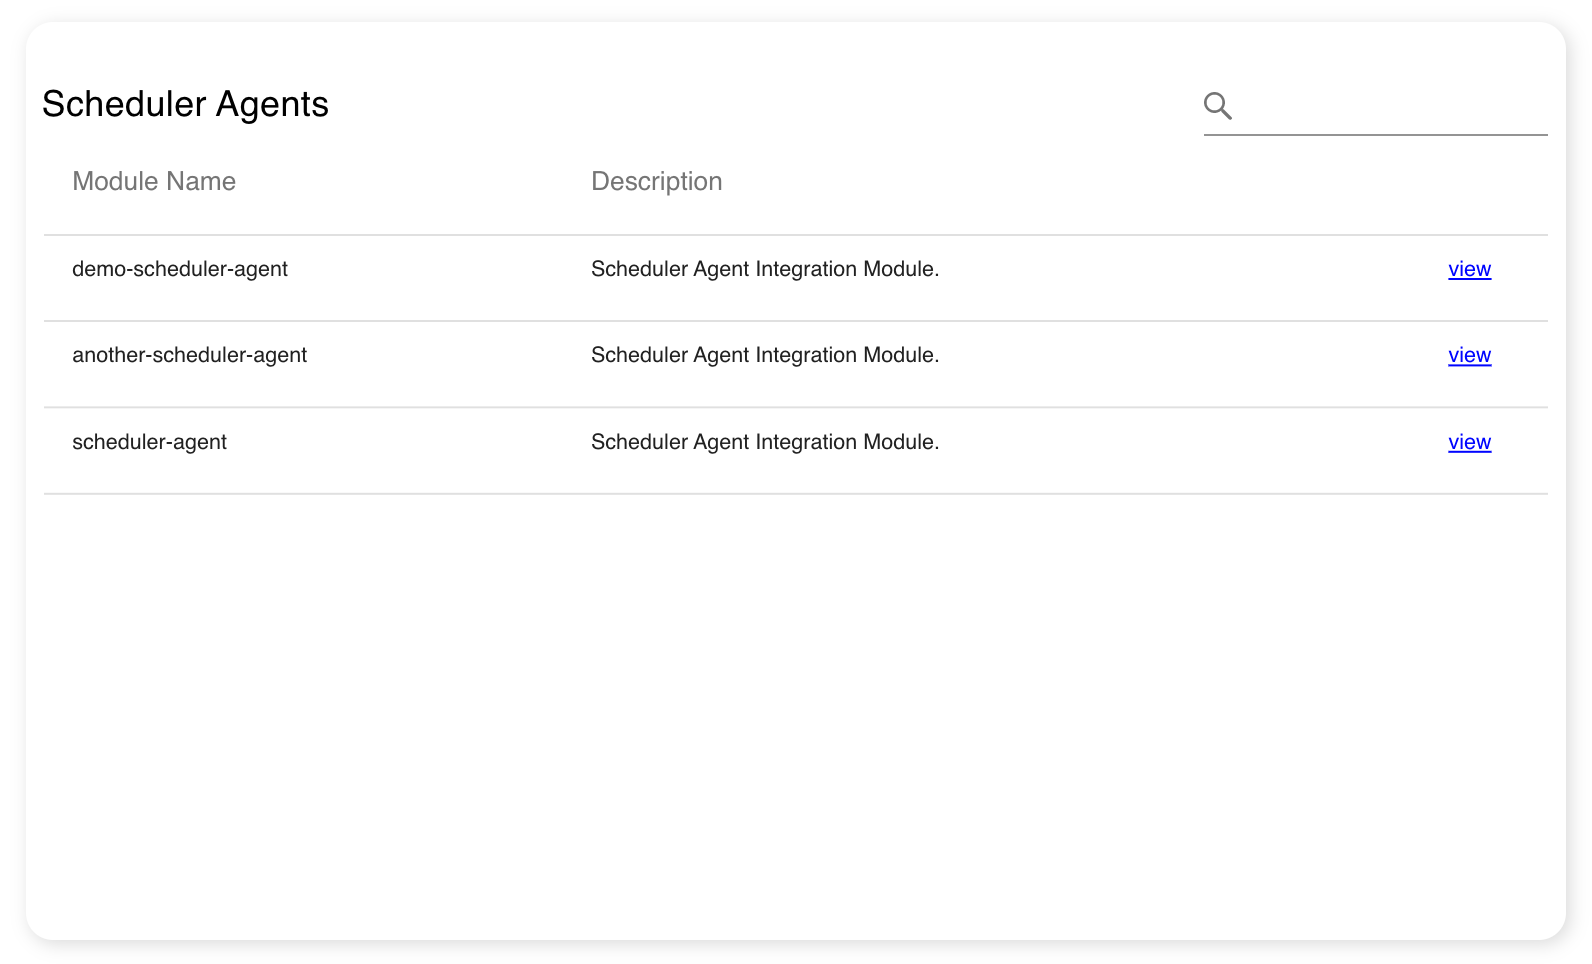 Scheduler Agents
Module Name Description
demo-scheduler-agent Scheduler Agent Integration Module. view
another-scheduler-agent Scheduler Agent Integration Module. view
scheduler-agent Scheduler Agent Integration Module. view